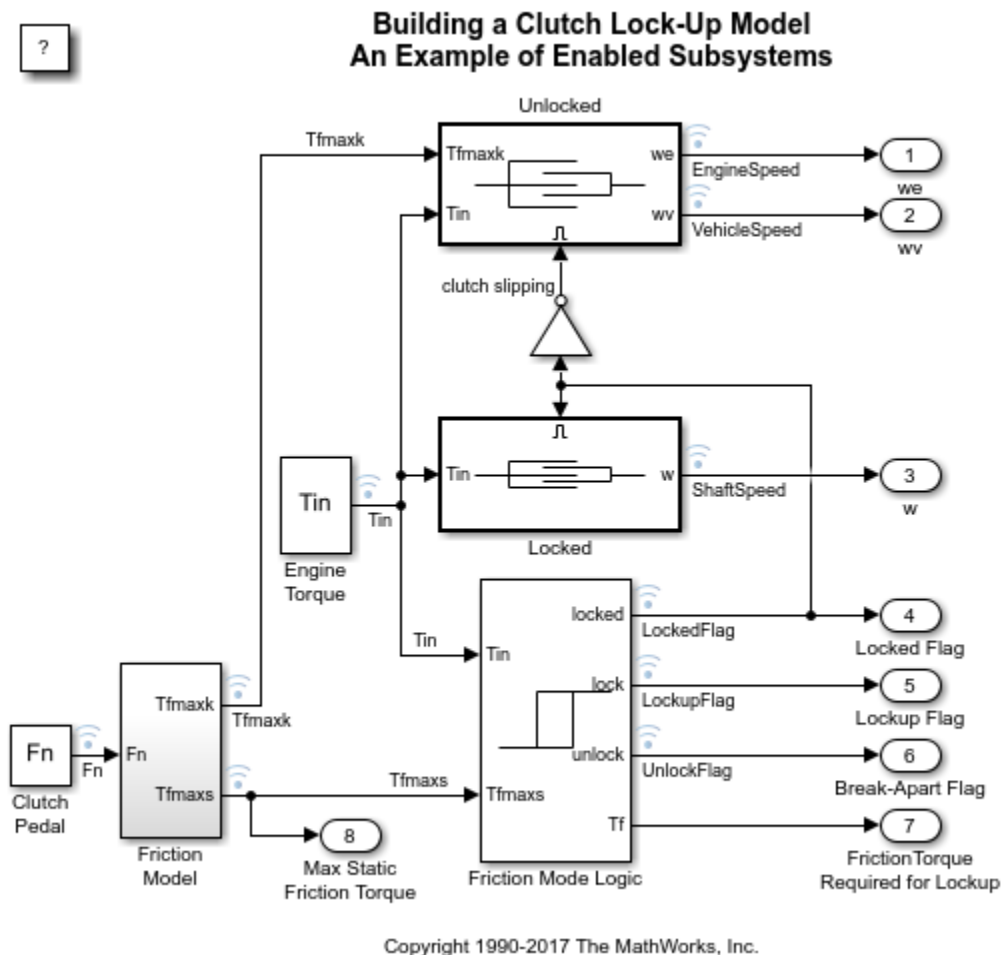 Building a Clutch Lock-Up Model
An Example of Enabled Subsystems
?
Unlocked
Tfmaxk
Tfmaxk
we
EngineSpeed
1
we
Tin
wv
VehicleSpeed
2
wv
clutch slipping
Tin
Tin
Engine
Torque
Tin
w
ShaftSpeed
3
w
Locked
locked
LockedFlag
4
Locked Flag
Tin
Tin
lock
LockupFlag
5
Lockup Flag
Tfmaxk
Tfmaxk
Fn
Fn
Clutch
Pedal
Fn
unlock
UnlockFlag
6
Break-Apart Flag
Tfmaxs
Tfmaxs
Tfmaxs
Tf
7
FrictionTorque
Required for Lockup
8
Max Static
Friction Torque
Friction
Model
Friction Mode Logic
Copyright 1990-2017 The MathWorks, Inc.